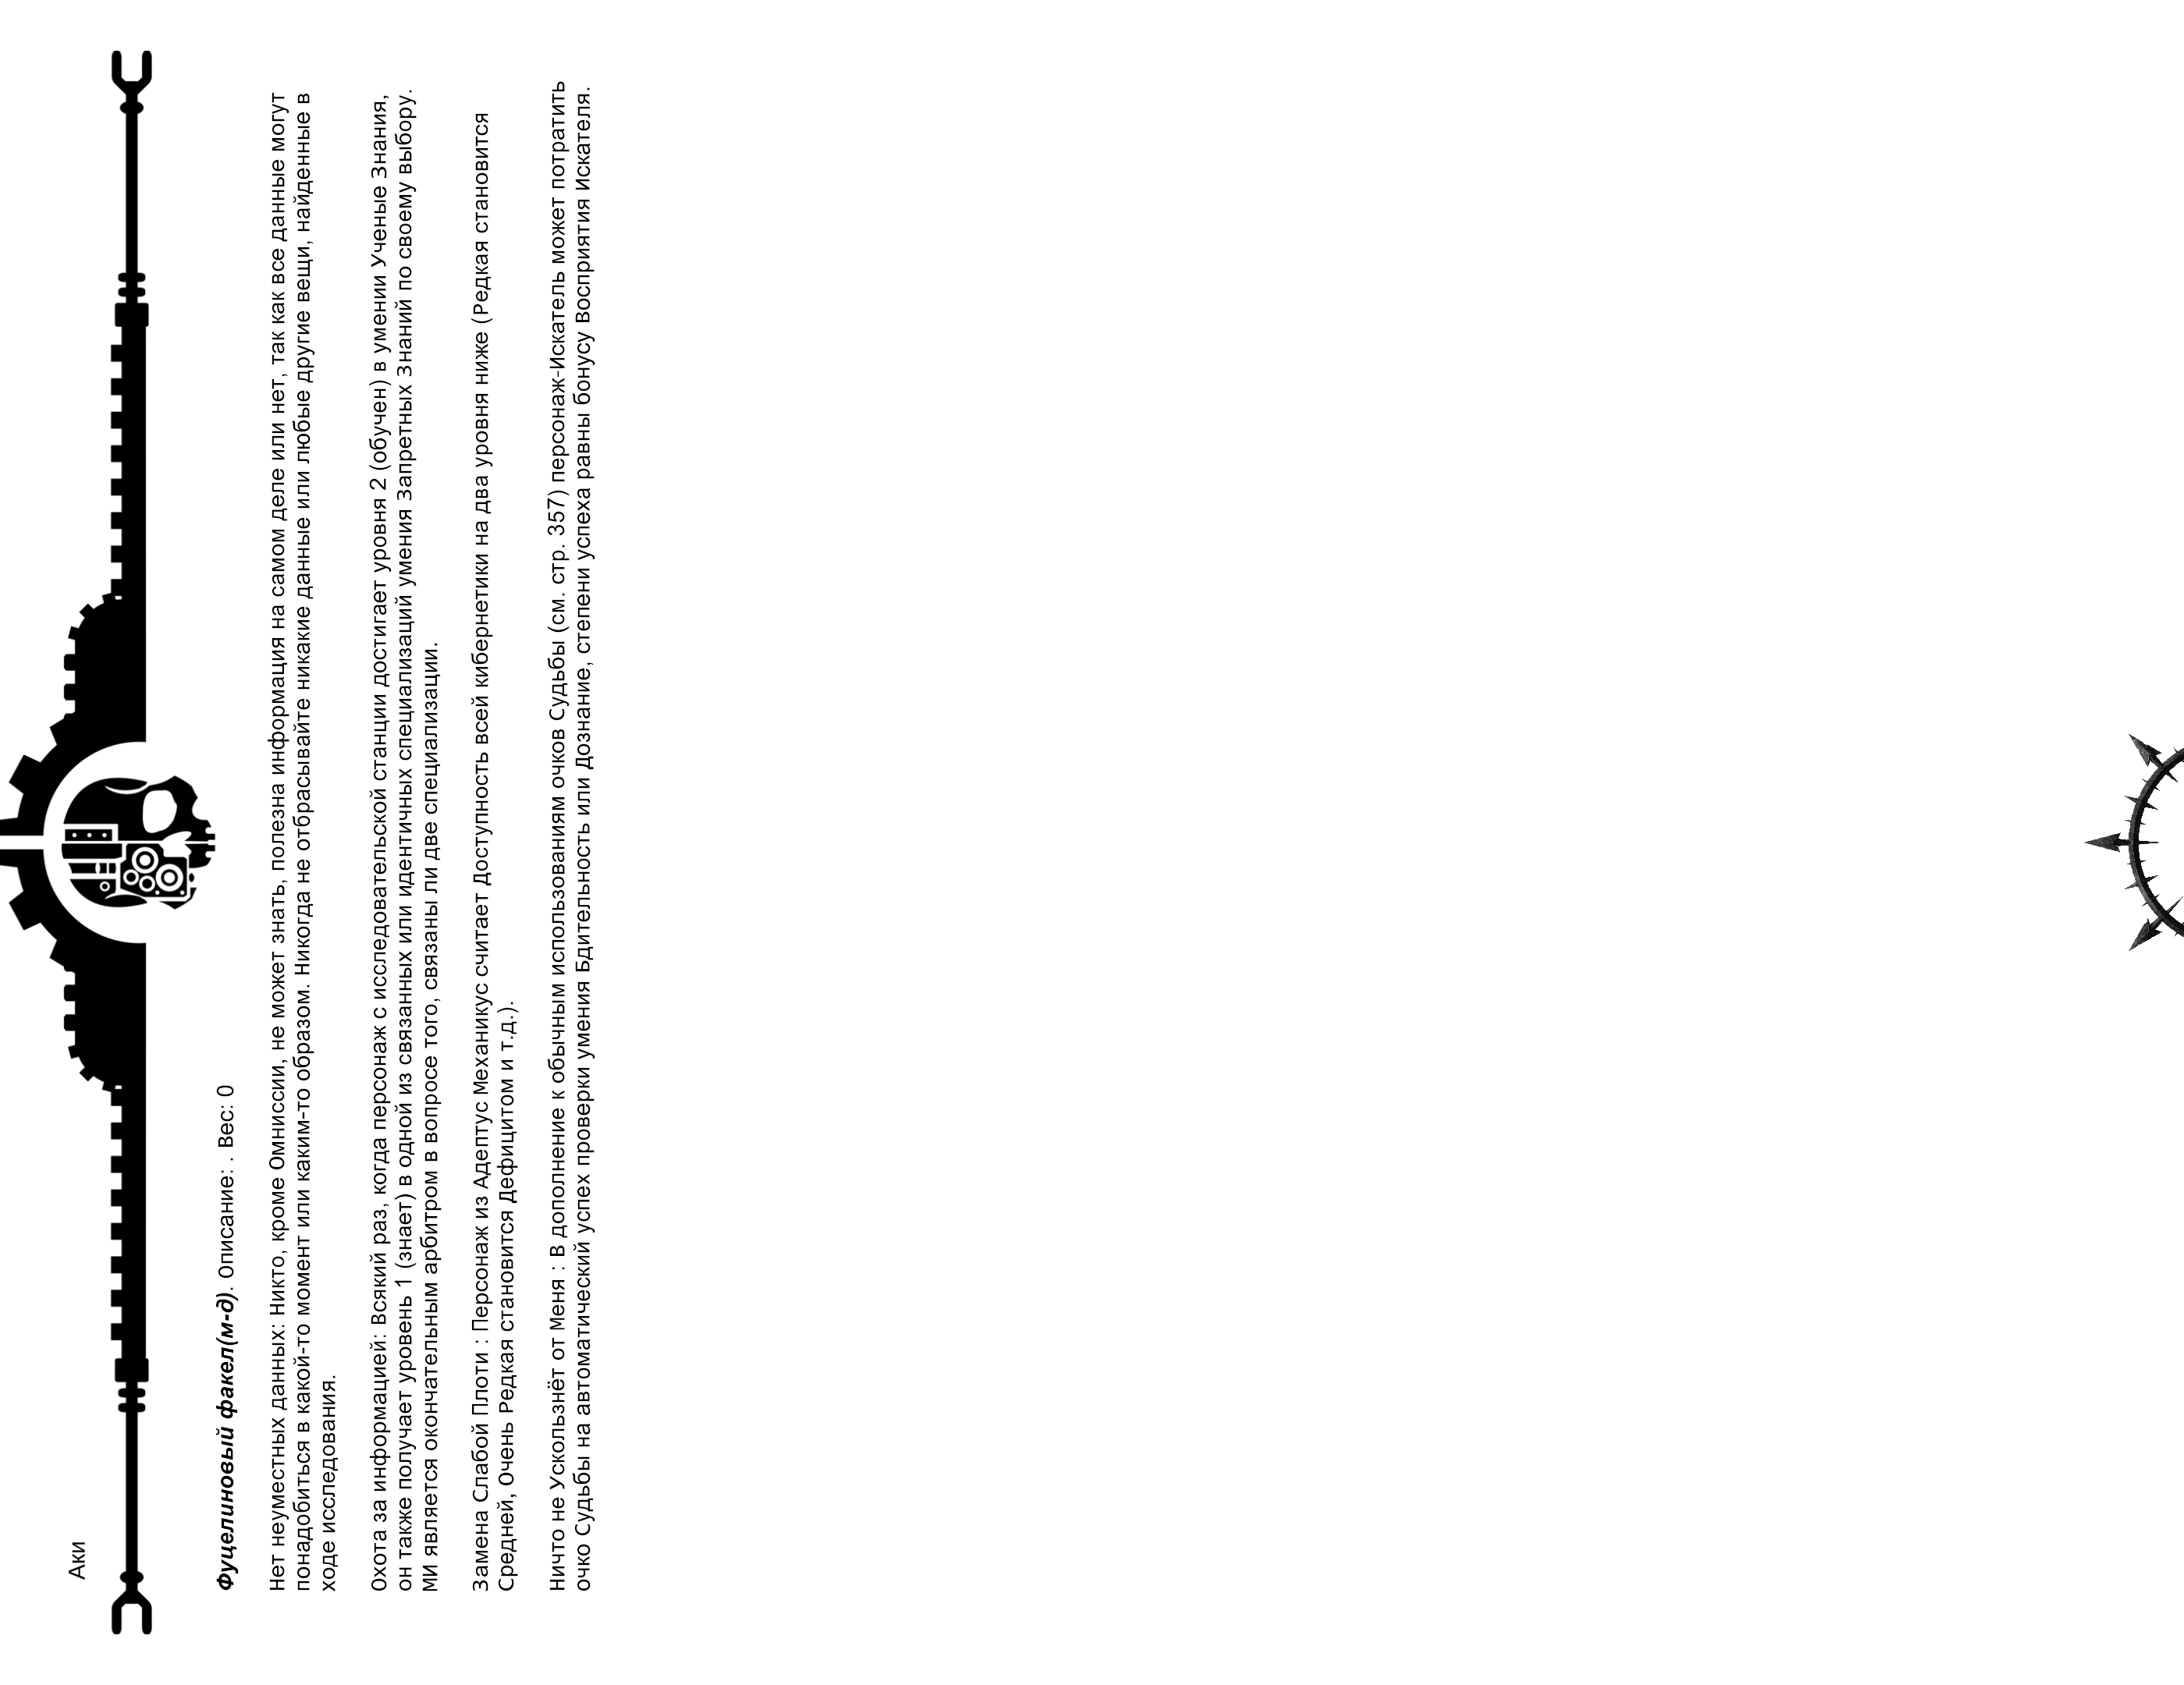 Аки
Фуцелиновый факел(м-д). Описание: . Вес: 0
Нет неуместных данных: Никто, кроме Омниссии, не может знать, полезна информация на самом деле или нет, так как все данные могут
понадобиться в какой-то момент или каким-то образом. Никогда не отбрасывайте никакие данные или любые другие вещи, найденные в
ходе исследования.
Охота за информацией: Всякий раз, когда персонаж с исследовательской станции достигает уровня 2 (обучен) в умении Ученые Знания,
он также получает уровень 1 (знает) в одной из связанных или идентичных специализаций умения Запретных Знаний по своему выбору.
МИ является окончательным арбитром в вопросе того, связаны ли две специализации.
Замена Слабой Плоти : Персонаж из Адептус Механикус считает Доступность всей кибернетики на два уровня ниже (Редкая становится
Средней, Очень Редкая становится Дефицитом и т.д.).
Ничто не Ускользнёт от Меня : В дополнение к обычным использованиям очков Судьбы (см. стр. 357) персонаж-Искатель может потратить
очко Судьбы на автоматический успех проверки умения Бдительность или Дознание, степени успеха равны бонусу Восприятия Искателя.